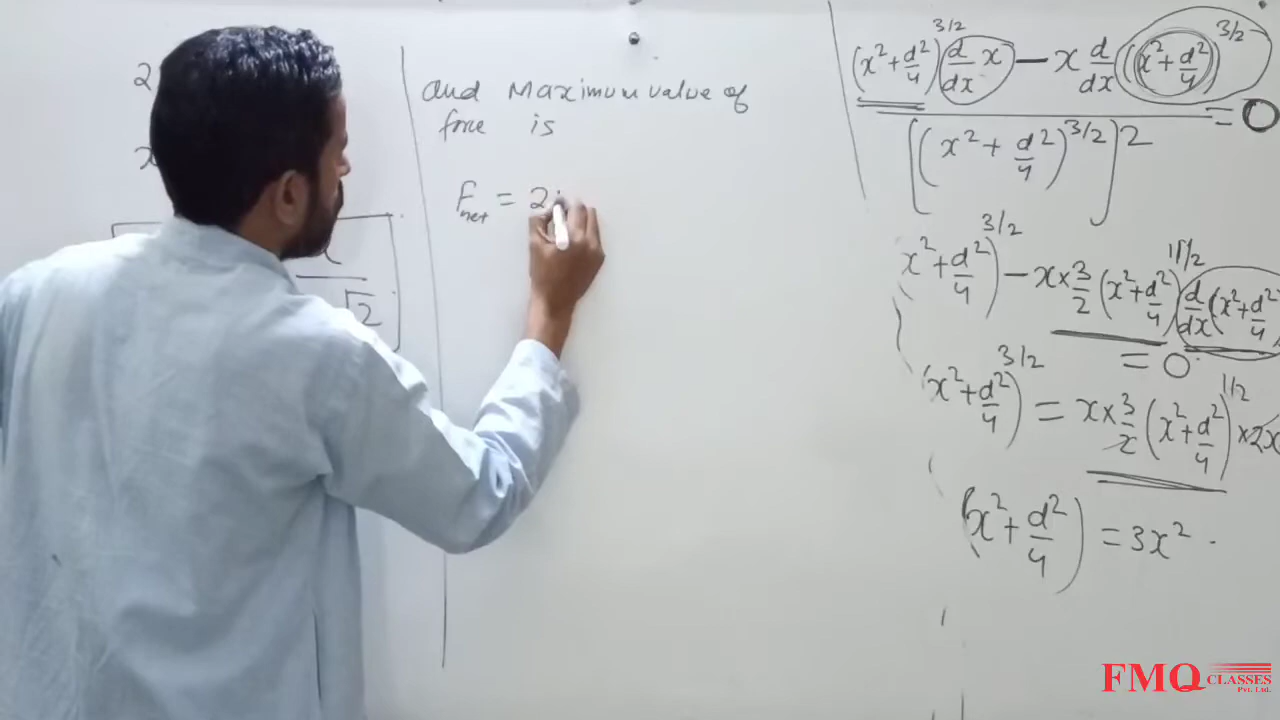 2
x
√2
and Maximum value of
force is
Fnet = 2
(x²+d²/4)^3/2 d/dx x − x d/dx (x²+d²/4)^3/2
= 0
[(x²+d²/4)^3/2]²
x²+d²/4)^3/2 − x×3/2 (x²+d²/4)^1/2 d/dx (x²+d²/4)
= 0
(x²+d²/4)^3/2 = x×3/2 (x²+d²/4)^1/2 ×2x
(x²+d²/4) = 3x²
FMQ CLASSES
Pvt. Ltd.